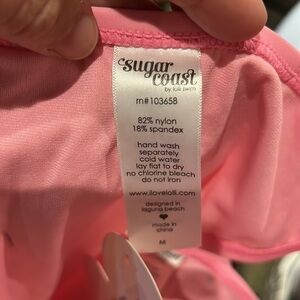 sugar
coast
by lolli swim
rn#103658
82% nylon
18% spandex
hand wash
separately
cold water
lay flat to dry
no chlorine bleach
do not iron
www.ilovelolli.com
designed in
laguna beach
made in
china
M